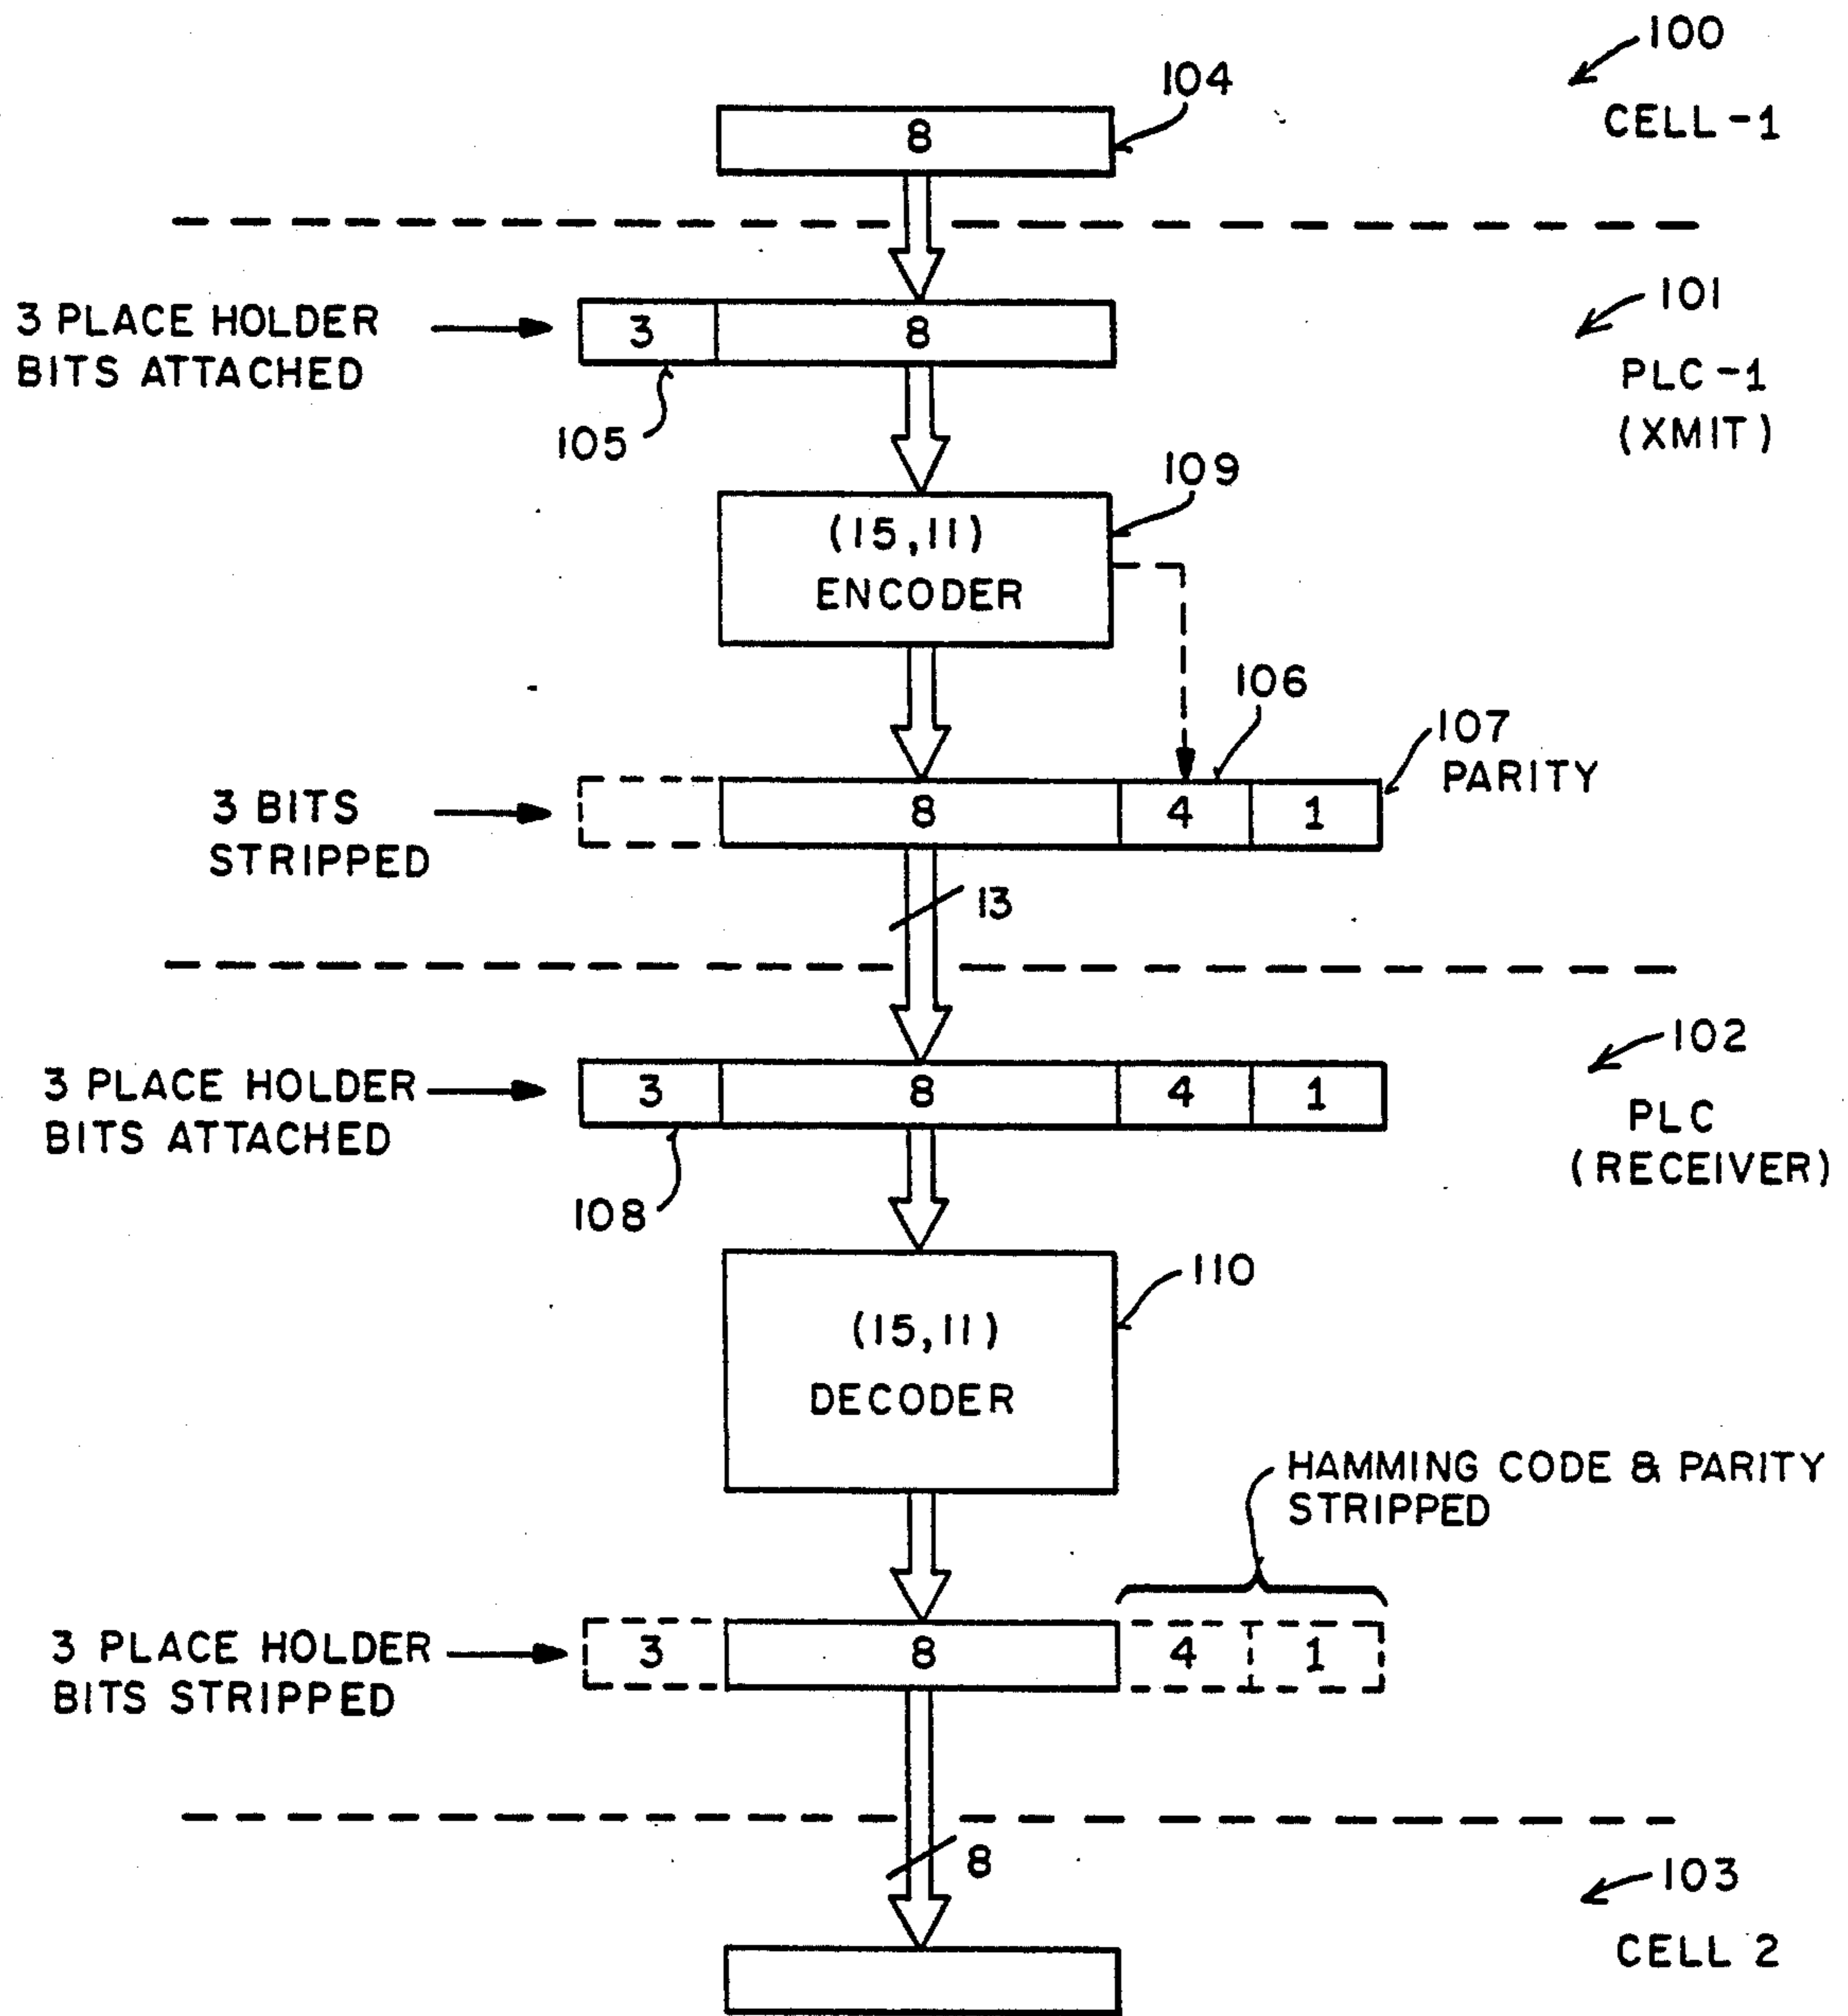 100
CELL-1
104
8
3 PLACE HOLDER
BITS ATTACHED
3
8
101
PLC-1
(XMIT)
105
109
(15,11)
ENCODER
106
107
PARITY
3 BITS
STRIPPED
8
4
1
13
102
PLC
(RECEIVER)
3 PLACE HOLDER
BITS ATTACHED
3
8
4
1
108
110
(15,11)
DECODER
HAMMING CODE & PARITY
STRIPPED
3 PLACE HOLDER
BITS STRIPPED
3
8
4
1
8
103
CELL 2